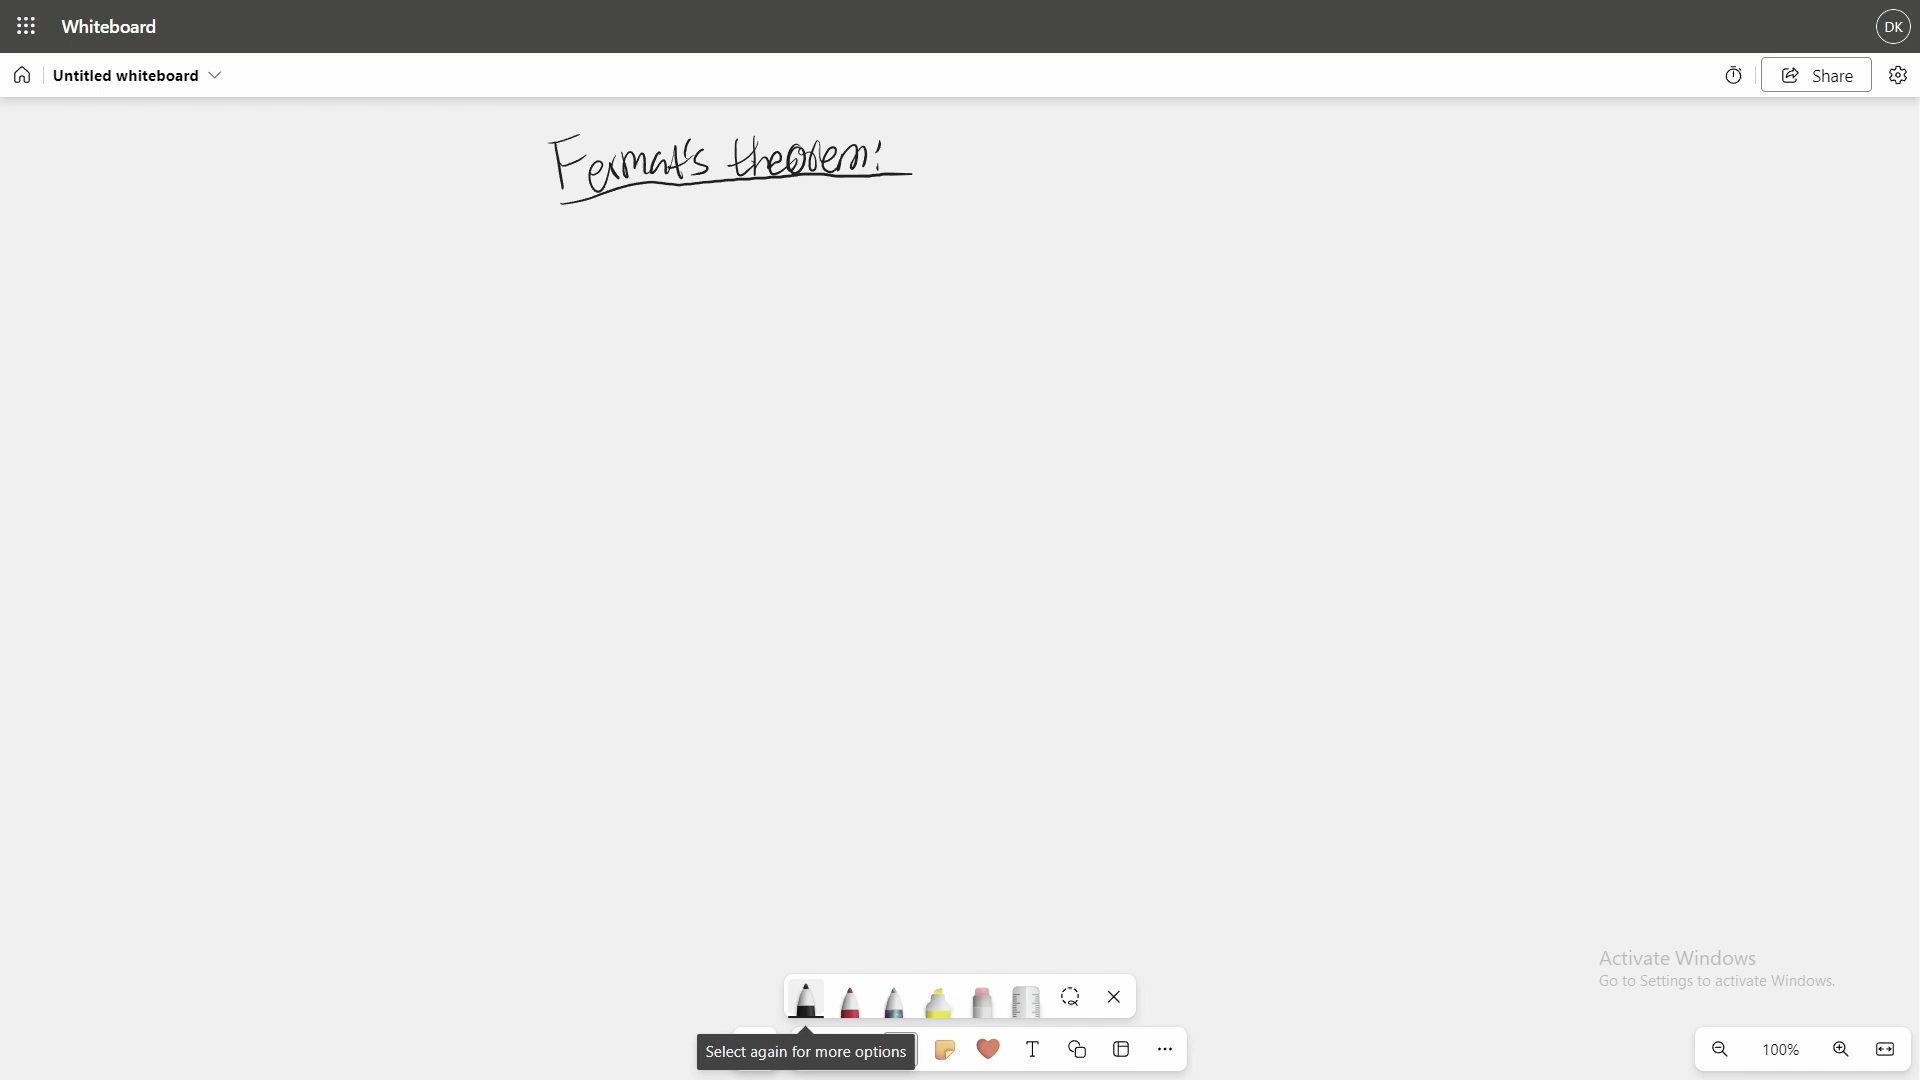 Whiteboard
DK
Untitled whiteboard
Share
Fermat's theorem:
Activate Windows
Go to Settings to activate Windows.
Select again for more options
100%